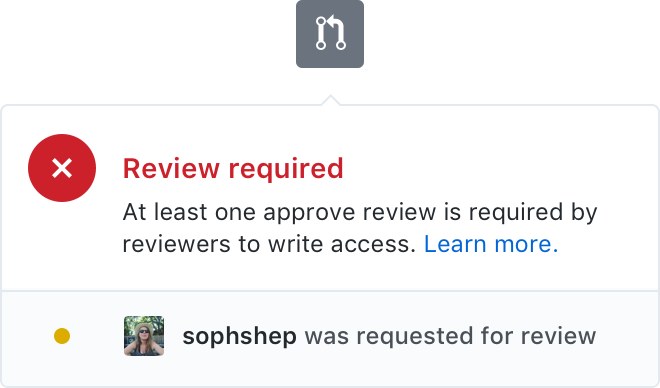 Review required
At least one approve review is required by
reviewers to write access. Learn more.
sophshep was requested for review